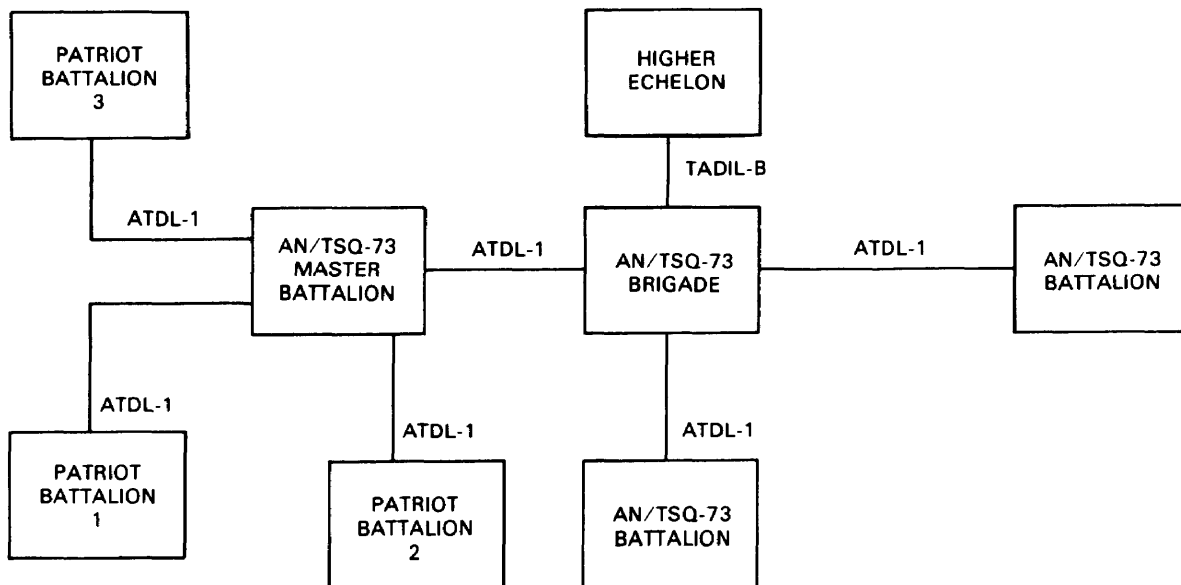 PATRIOT
BATTALION
3
HIGHER
ECHELON
TADIL-B
ATDL-1
AN/TSQ-73
MASTER
BATTALION
ATDL-1
AN/TSQ-73
BRIGADE
ATDL-1
AN/TSQ-73
BATTALION
ATDL-1
PATRIOT
BATTALION
1
ATDL-1
PATRIOT
BATTALION
2
ATDL-1
AN/TSQ-73
BATTALION